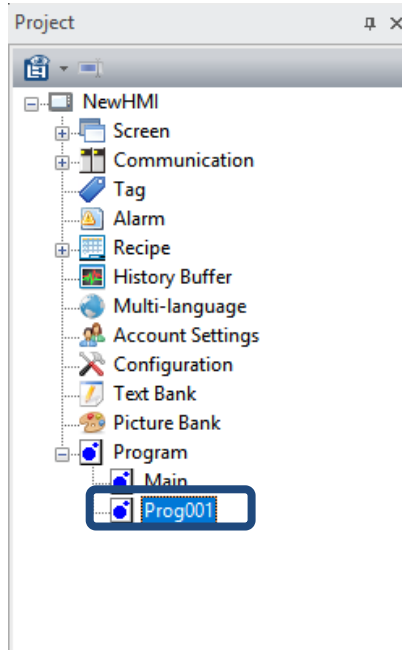 Project
NewHMI
Screen
Communication
Tag
Alarm
Recipe
History Buffer
Multi-language
Account Settings
Configuration
Text Bank
Picture Bank
Program
Main
Prog001